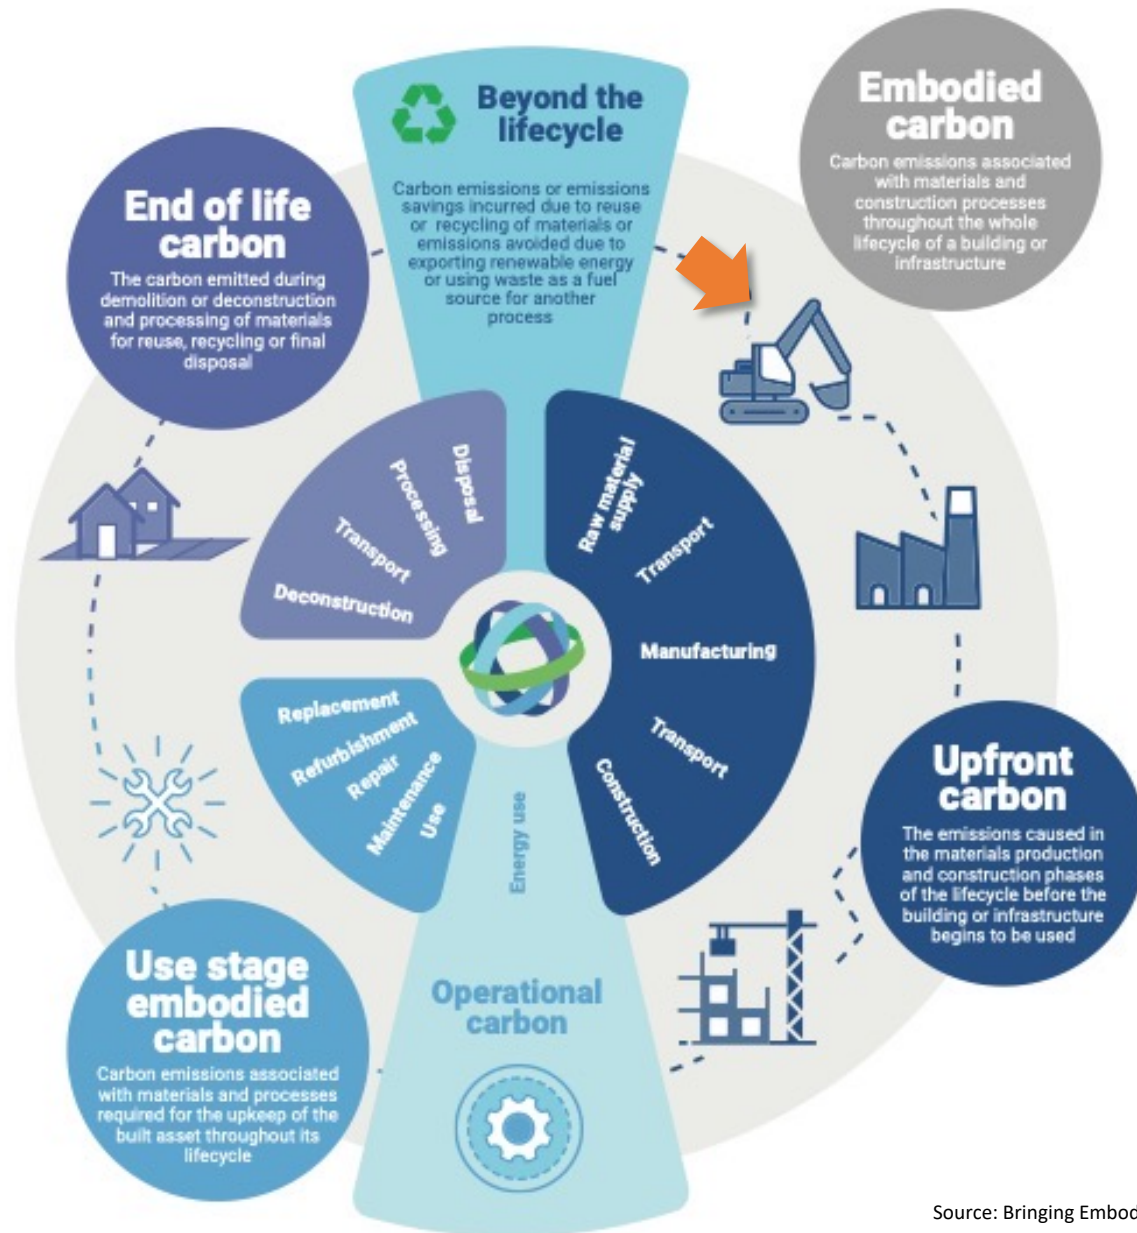 Beyond the
lifecycle
Carbon emissions or emissions
savings incurred due to reuse
or recycling of materials or
emissions avoided due to
exporting renewable energy
or using waste as a fuel
source for another
process
Embodied
carbon
Carbon emissions associated
with materials and
construction processes
throughout the whole
lifecycle of a building or
infrastructure
End of life
carbon
The carbon emitted during
demolition or deconstruction
and processing of materials
for reuse, recycling or final
disposal
Disposal
Processing
Transport
Deconstruction
Raw material
supply
Transport
Manufacturing
Transport
Construction
Replacement
Refurbishment
Repair
Maintenance
Use
Energy use
Upfront
carbon
The emissions caused in
the materials production
and construction phases
of the lifecycle before the
building or infrastructure
begins to be used
Use stage
embodied
carbon
Carbon emissions associated
with materials and processes
required for the upkeep of the
built asset throughout its
lifecycle
Operational
carbon
Source: Bringing Embod